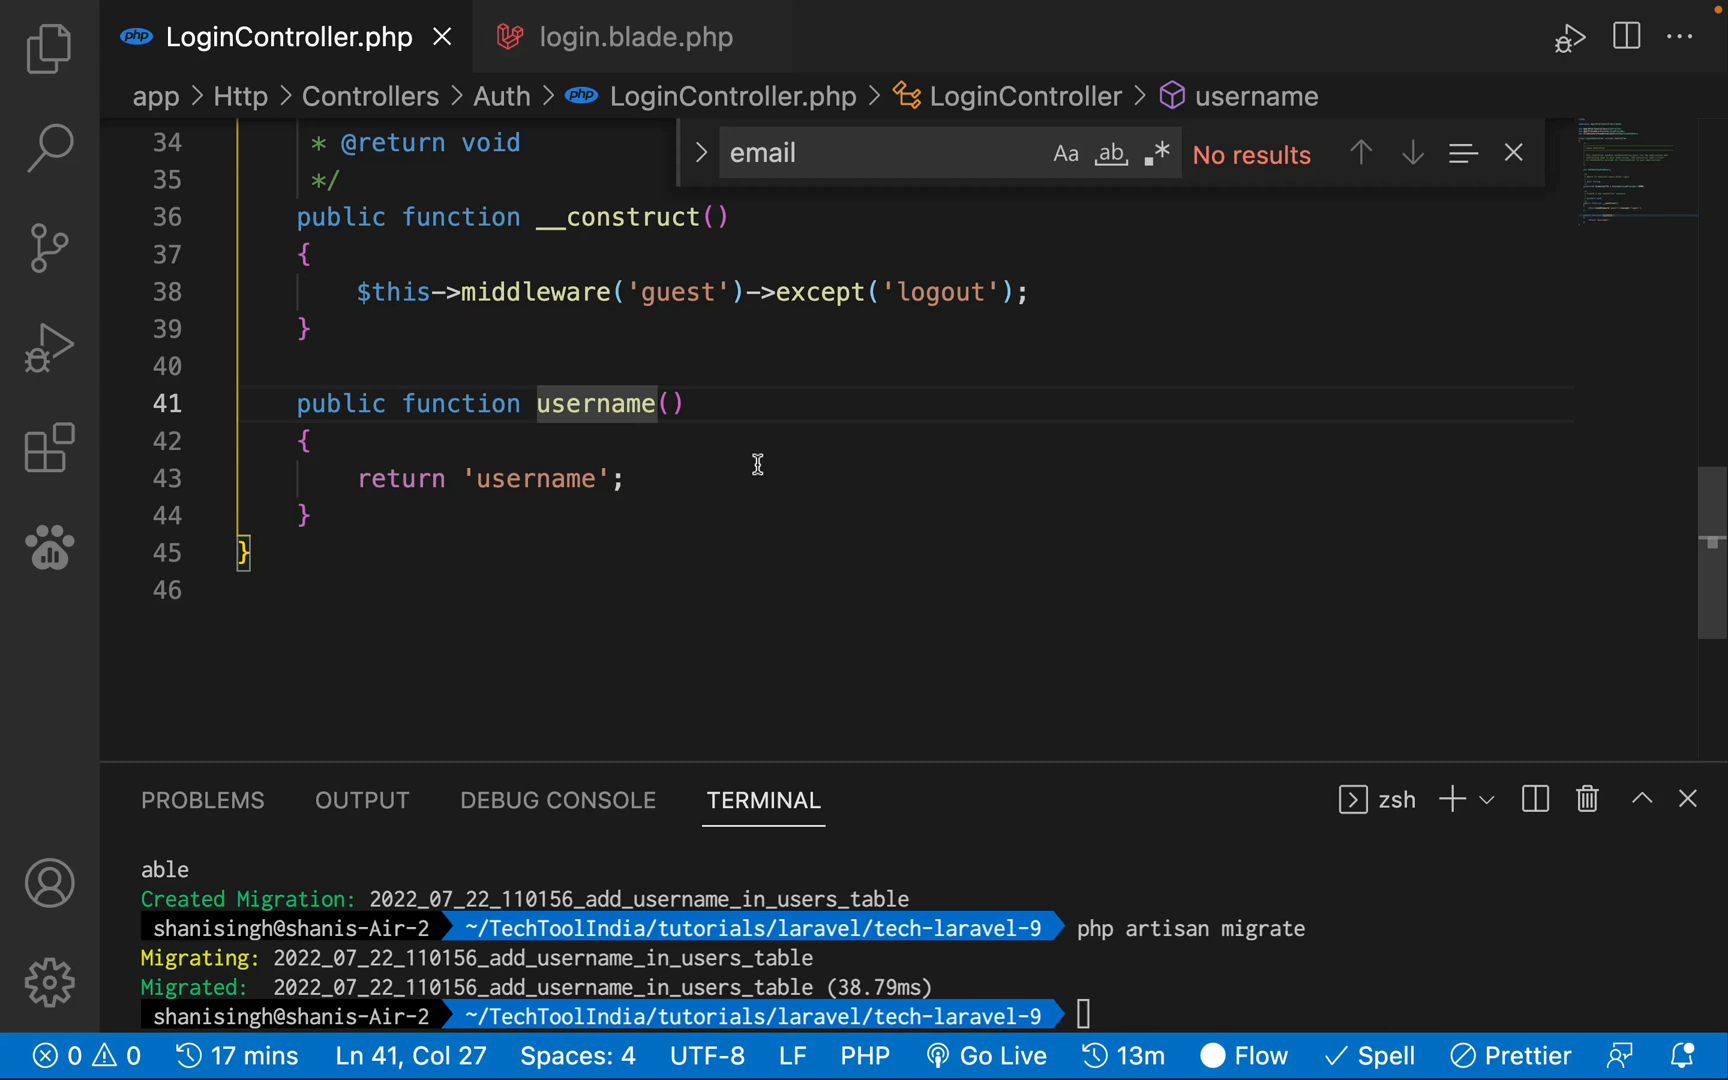 php LoginController.php
login.blade.php
app > Http > Controllers > Auth > php LoginController.php > LoginController > username
email Aa ab .* No results
34 * @return void
35 */
36 public function __construct()
37 {
38 $this->middleware('guest')->except('logout');
39 }
40
41 public function username()
42 {
43 return 'username';
44 }
45 }
46
PROBLEMS OUTPUT DEBUG CONSOLE TERMINAL zsh
able
Created Migration: 2022_07_22_110156_add_username_in_users_table
shanisingh@shanis-Air-2 ~/TechToolIndia/tutorials/laravel/tech-laravel-9 php artisan migrate
Migrating: 2022_07_22_110156_add_username_in_users_table
Migrated: 2022_07_22_110156_add_username_in_users_table (38.79ms)
shanisingh@shanis-Air-2 ~/TechToolIndia/tutorials/laravel/tech-laravel-9
0 0 17 mins Ln 41, Col 27 Spaces: 4 UTF-8 LF PHP Go Live 13m Flow Spell Prettier